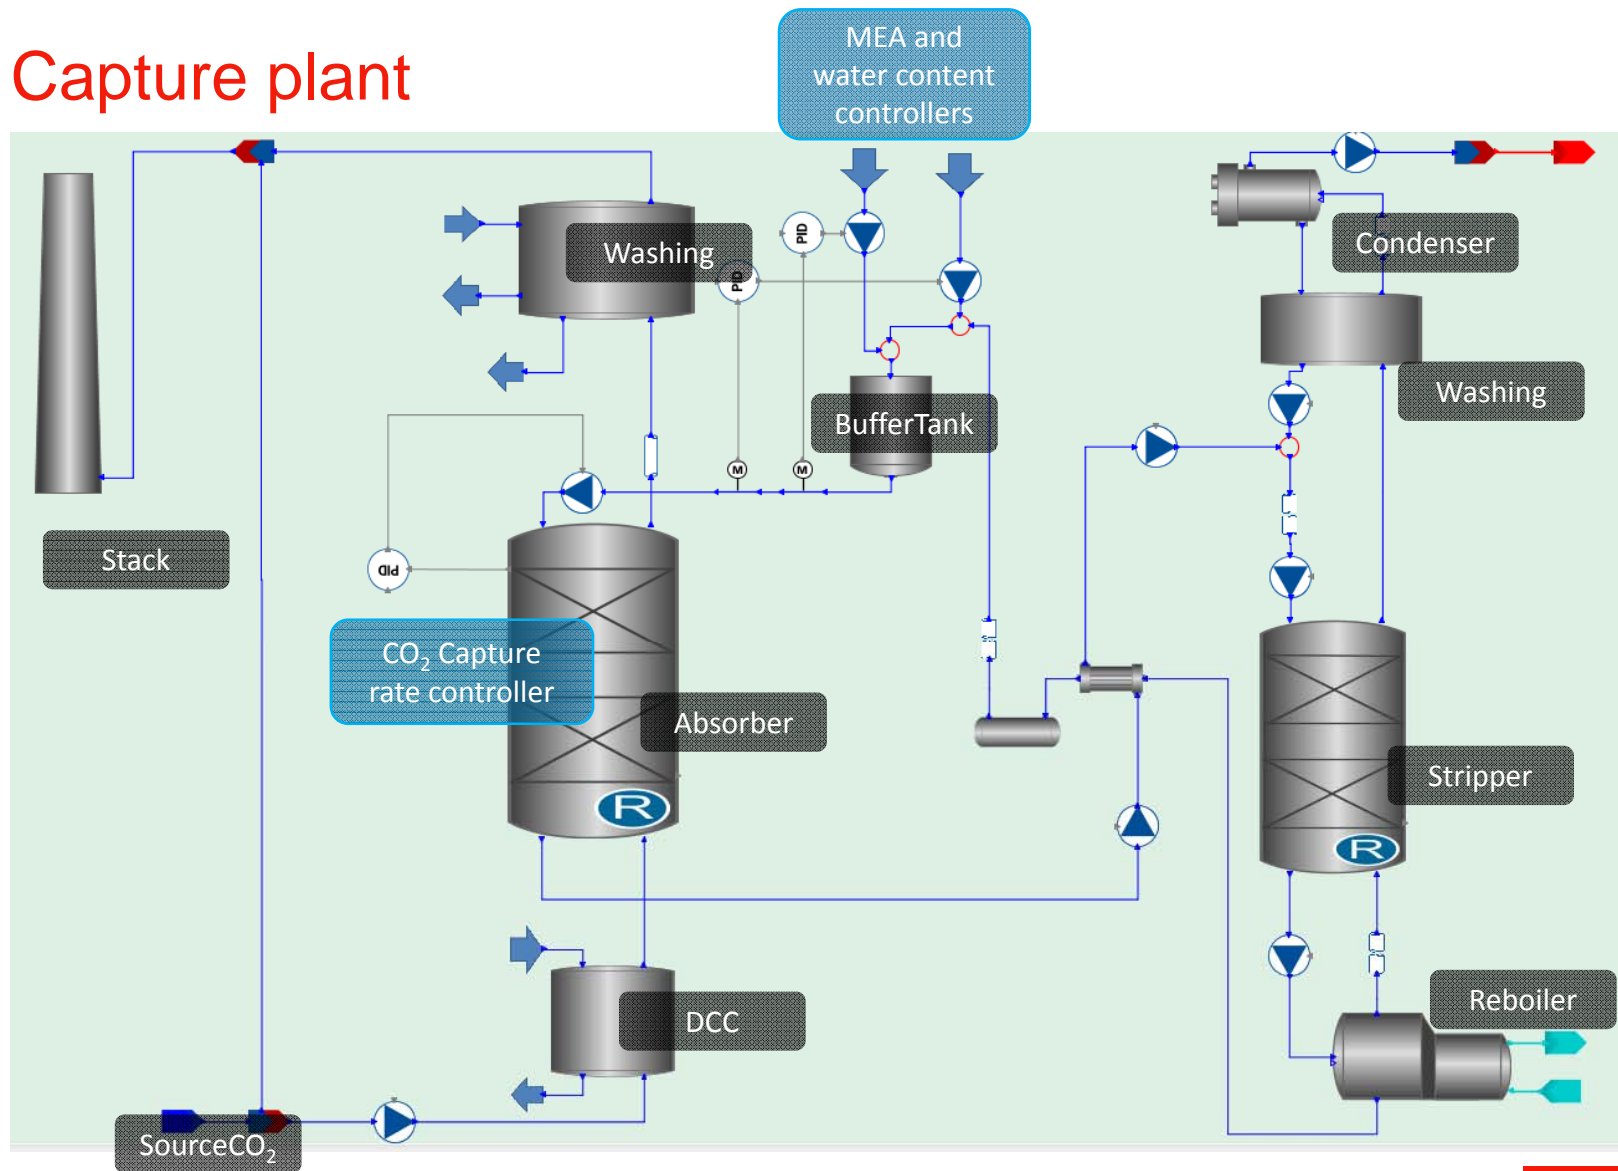 Capture plant
MEA and
water content
controllers
Washing
PID
PID
Condenser
Washing
BufferTank
M
M
Stack
PID
CO₂ Capture
rate controller
Absorber
R
Stripper
R
DCC
Reboiler
SourceCO₂